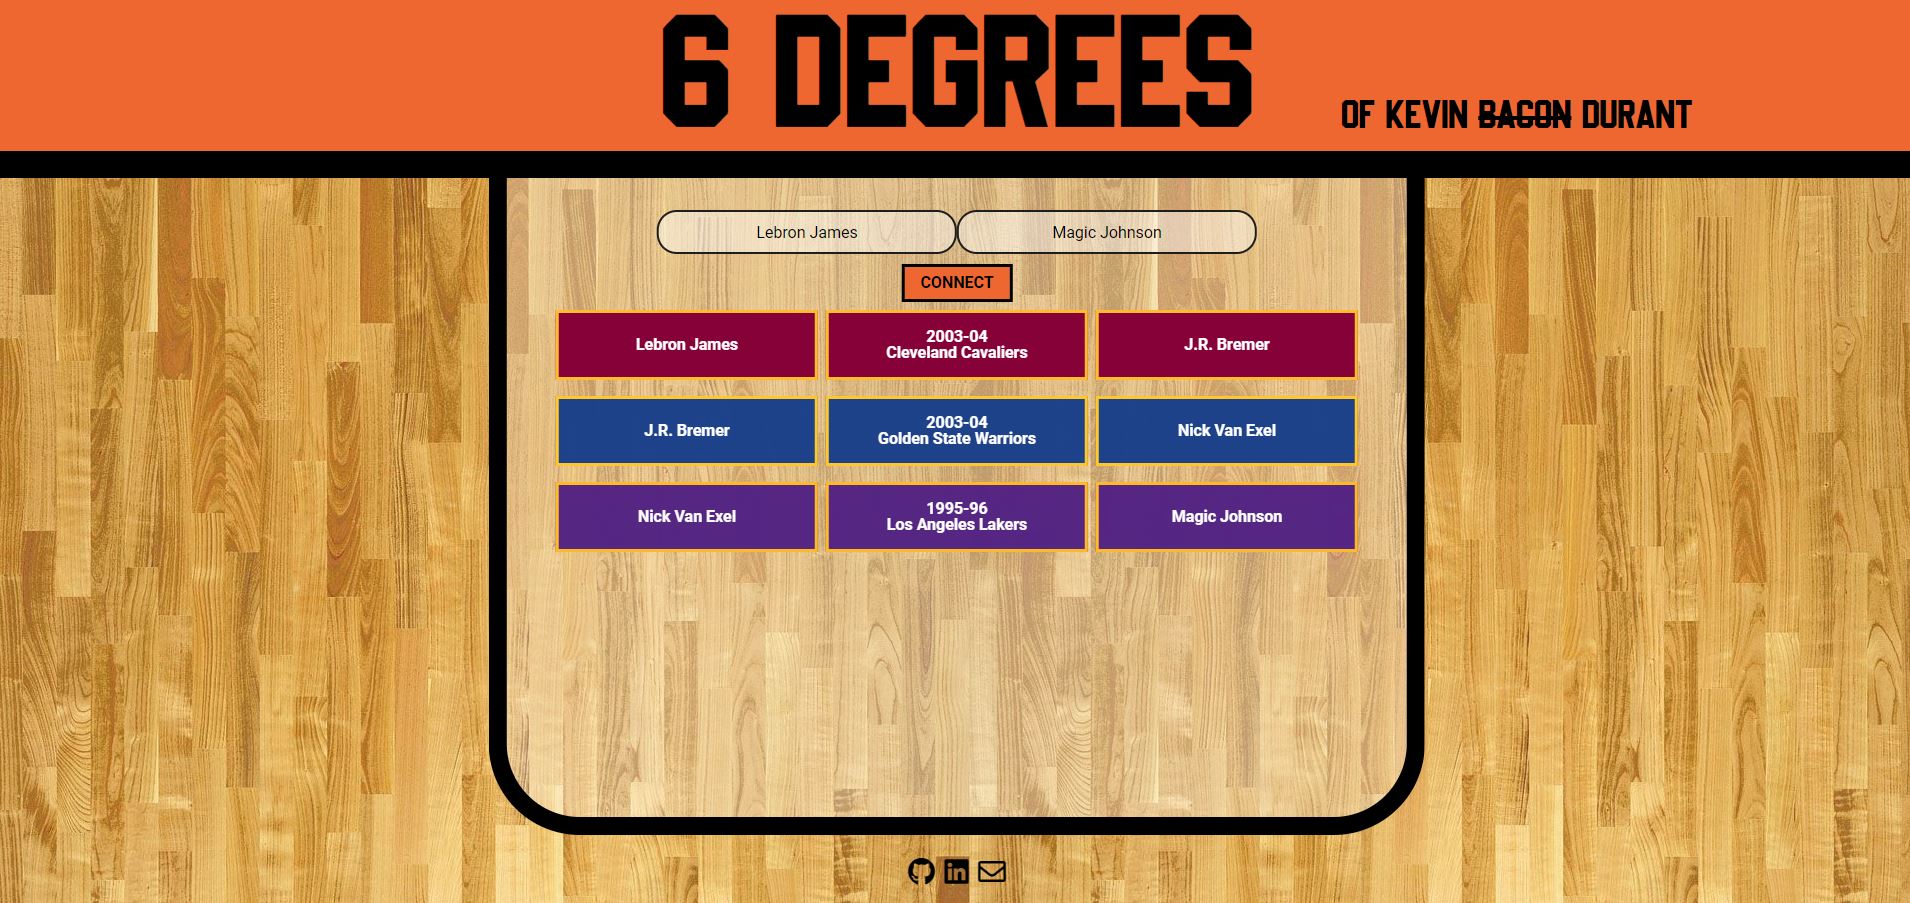 6 DEGREES
OF KEVIN BACON DURANT
Lebron James
Magic Johnson
CONNECT
Lebron James
2003-04
Cleveland Cavaliers
J.R. Bremer
J.R. Bremer
2003-04
Golden State Warriors
Nick Van Exel
Nick Van Exel
1995-96
Los Angeles Lakers
Magic Johnson
in